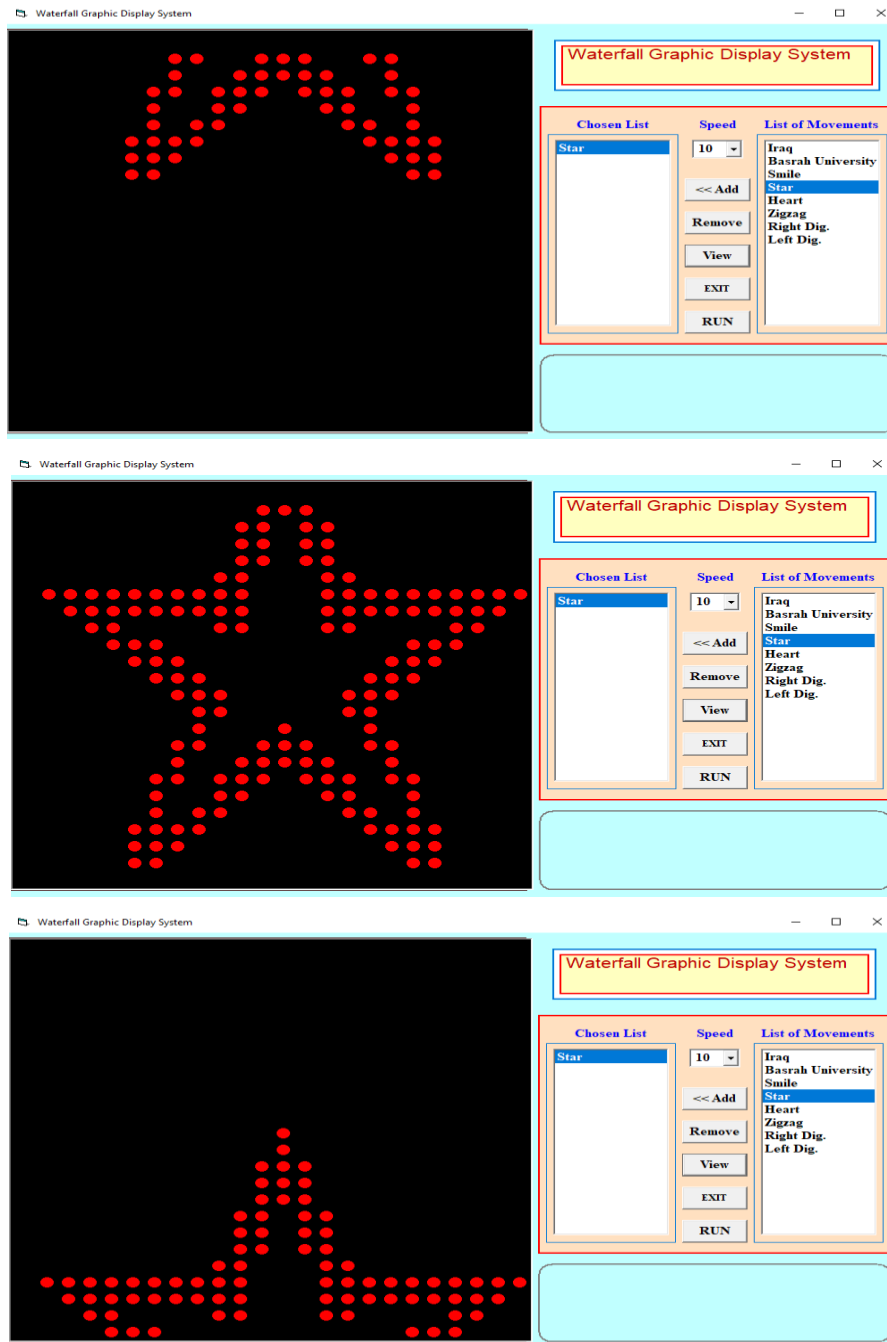 Waterfall Graphic Display System
Waterfall Graphic Display System
Chosen List
Speed
List of Movements
Star
10
Iraq
Basrah University
Smile
Star
Heart
Zigzag
Right Dig.
Left Dig.
<< Add
Remove
View
EXIT
RUN
Waterfall Graphic Display System
Waterfall Graphic Display System
Chosen List
Speed
List of Movements
Star
10
Iraq
Basrah University
Smile
Star
Heart
Zigzag
Right Dig.
Left Dig.
<< Add
Remove
View
EXIT
RUN
Waterfall Graphic Display System
Waterfall Graphic Display System
Chosen List
Speed
List of Movements
Star
10
Iraq
Basrah University
Smile
Star
Heart
Zigzag
Right Dig.
Left Dig.
<< Add
Remove
View
EXIT
RUN